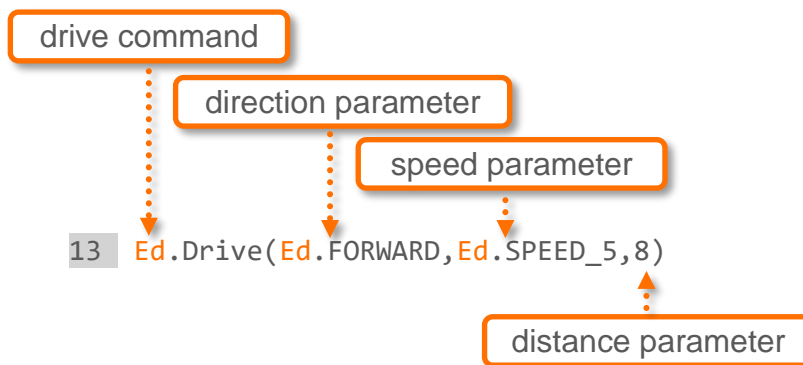 drive command
direction parameter
speed parameter
13 Ed.Drive(Ed.FORWARD,Ed.SPEED_5,8)
distance parameter